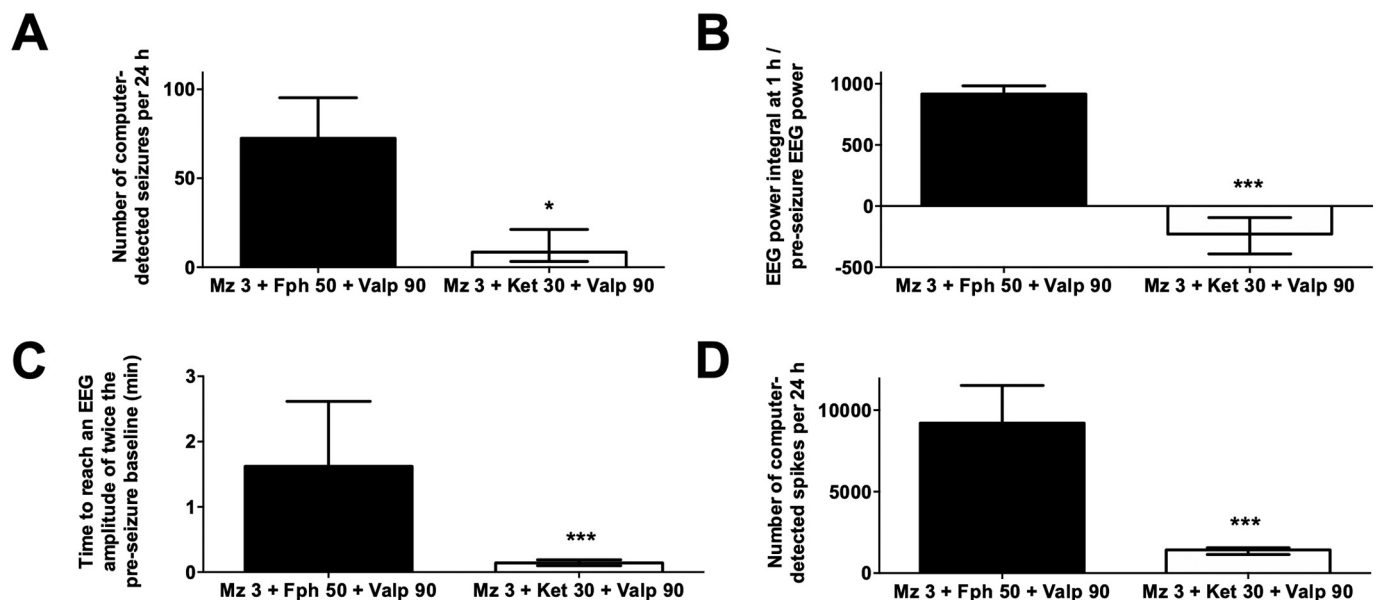 A
Number of computer-
detected seizures per 24 h
100
50
0
*
Mz 3 + Fph 50 + Valp 90
Mz 3 + Ket 30 + Valp 90
B
EEG power integral at 1 h /
pre-seizure EEG power
1000
500
0
-500
***
Mz 3 + Fph 50 + Valp 90
Mz 3 + Ket 30 + Valp 90
C
Time to reach an EEG
amplitude of twice the
pre-seizure baseline (min)
3
2
1
0
***
Mz 3 + Fph 50 + Valp 90
Mz 3 + Ket 30 + Valp 90
D
Number of computer-
detected spikes per 24 h
10000
5000
0
***
Mz 3 + Fph 50 + Valp 90
Mz 3 + Ket 30 + Valp 90